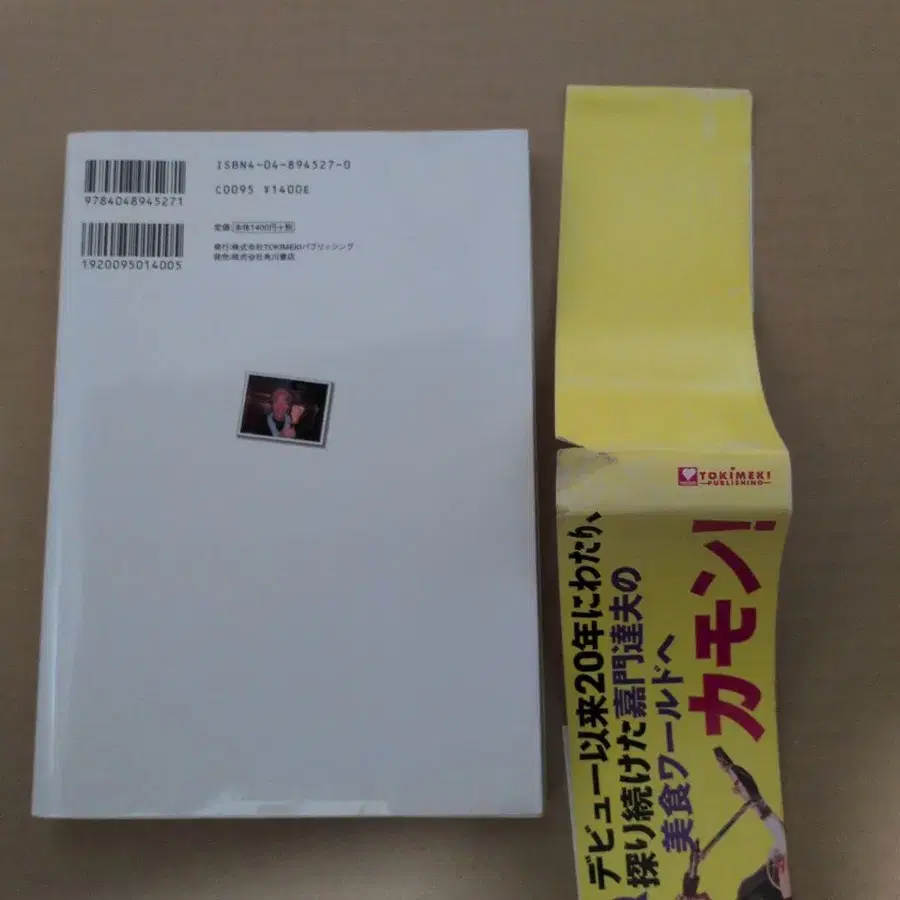 ISBN4-04-894527-0
C0095 ¥1400E
9784048945271
定価 本体1400円+税
発行:株式会社TOKIMEKIパブリッシング
発売:株式会社角川書店
1920095014005
TOKIMEKI
PUBLISHING
デビュー以来20年にわたり、
探り続けた嘉門達夫の
美食ワールドへ
カモン!